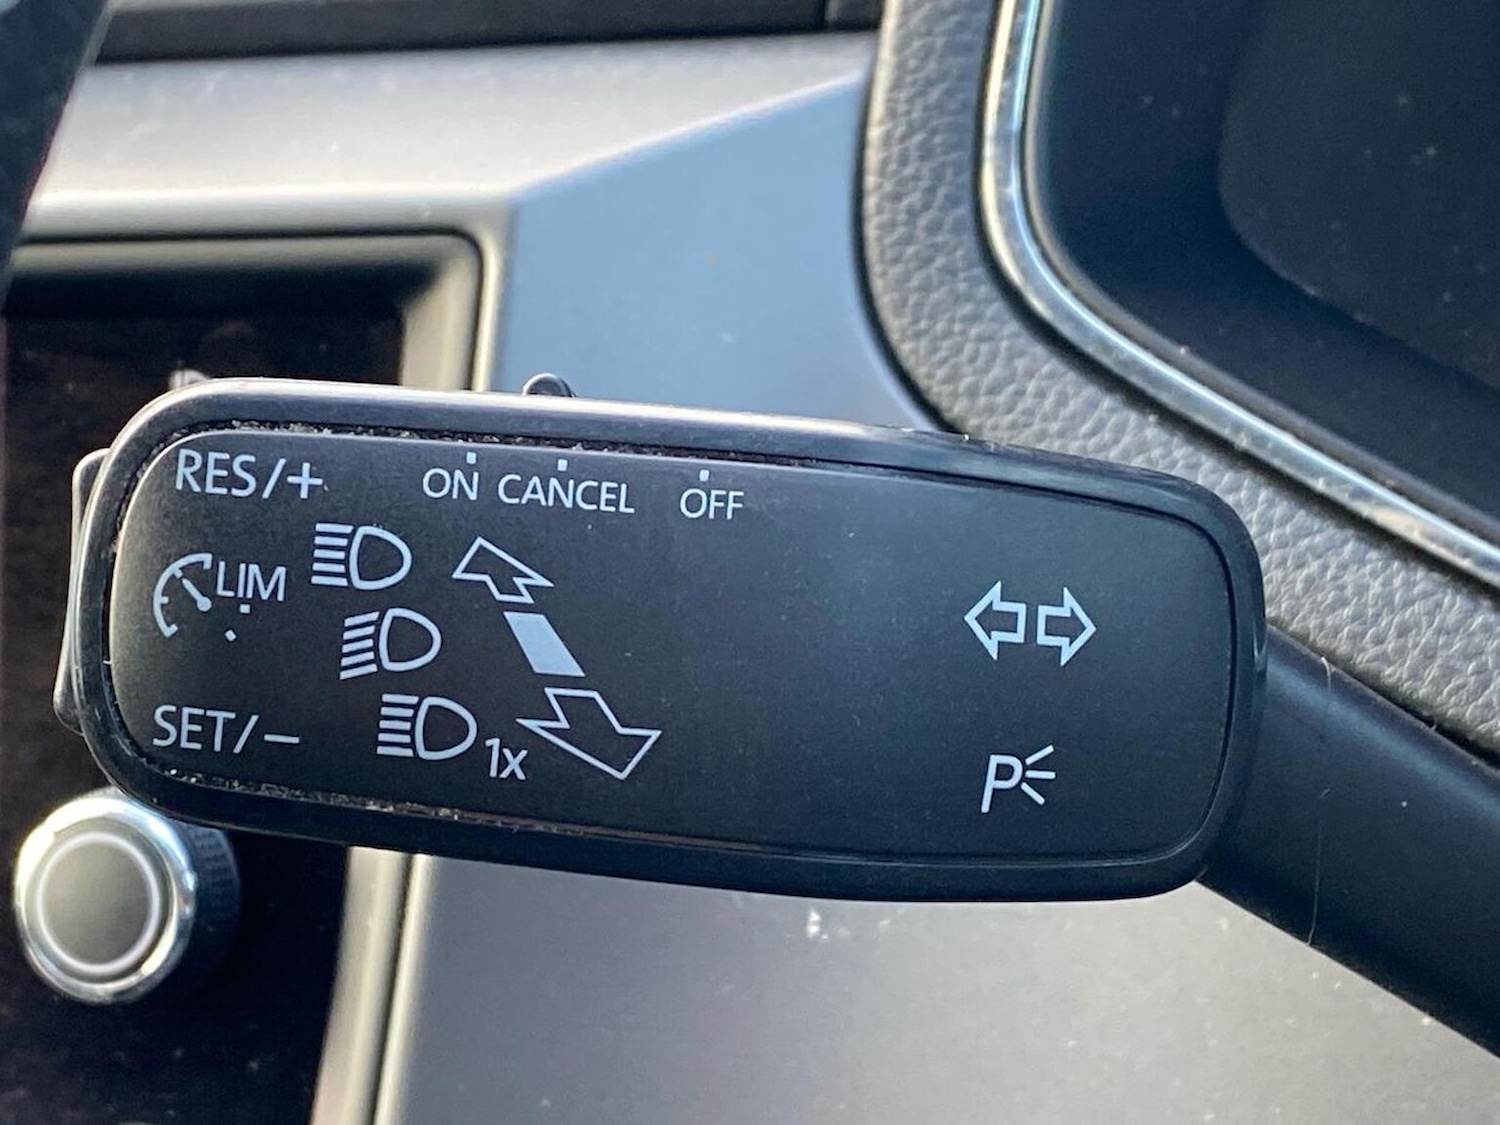 RES/+
ON CANCEL OFF
LIM
SET/–
1x
P